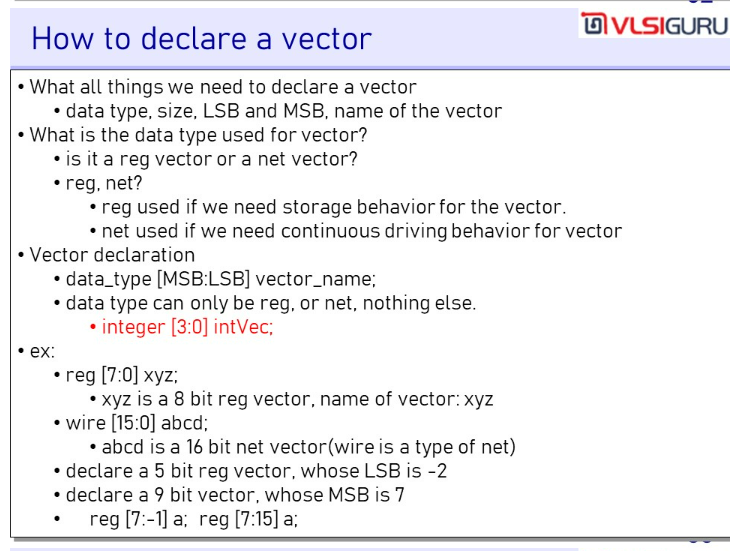 How to declare a vector
VLSIGURU
• What all things we need to declare a vector
• data type, size, LSB and MSB, name of the vector
• What is the data type used for vector?
• is it a reg vector or a net vector?
• reg, net?
• reg used if we need storage behavior for the vector.
• net used if we need continuous driving behavior for vector
• Vector declaration
• data_type [MSB:LSB] vector_name;
• data type can only be reg, or net, nothing else.
• integer [3:0] intVec;
• ex:
• reg [7:0] xyz;
• xyz is a 8 bit reg vector, name of vector: xyz
• wire [15:0] abcd;
• abcd is a 16 bit net vector(wire is a type of net)
• declare a 5 bit reg vector, whose LSB is -2
• declare a 9 bit vector, whose MSB is 7
• reg [7:-1] a; reg [7:15] a;